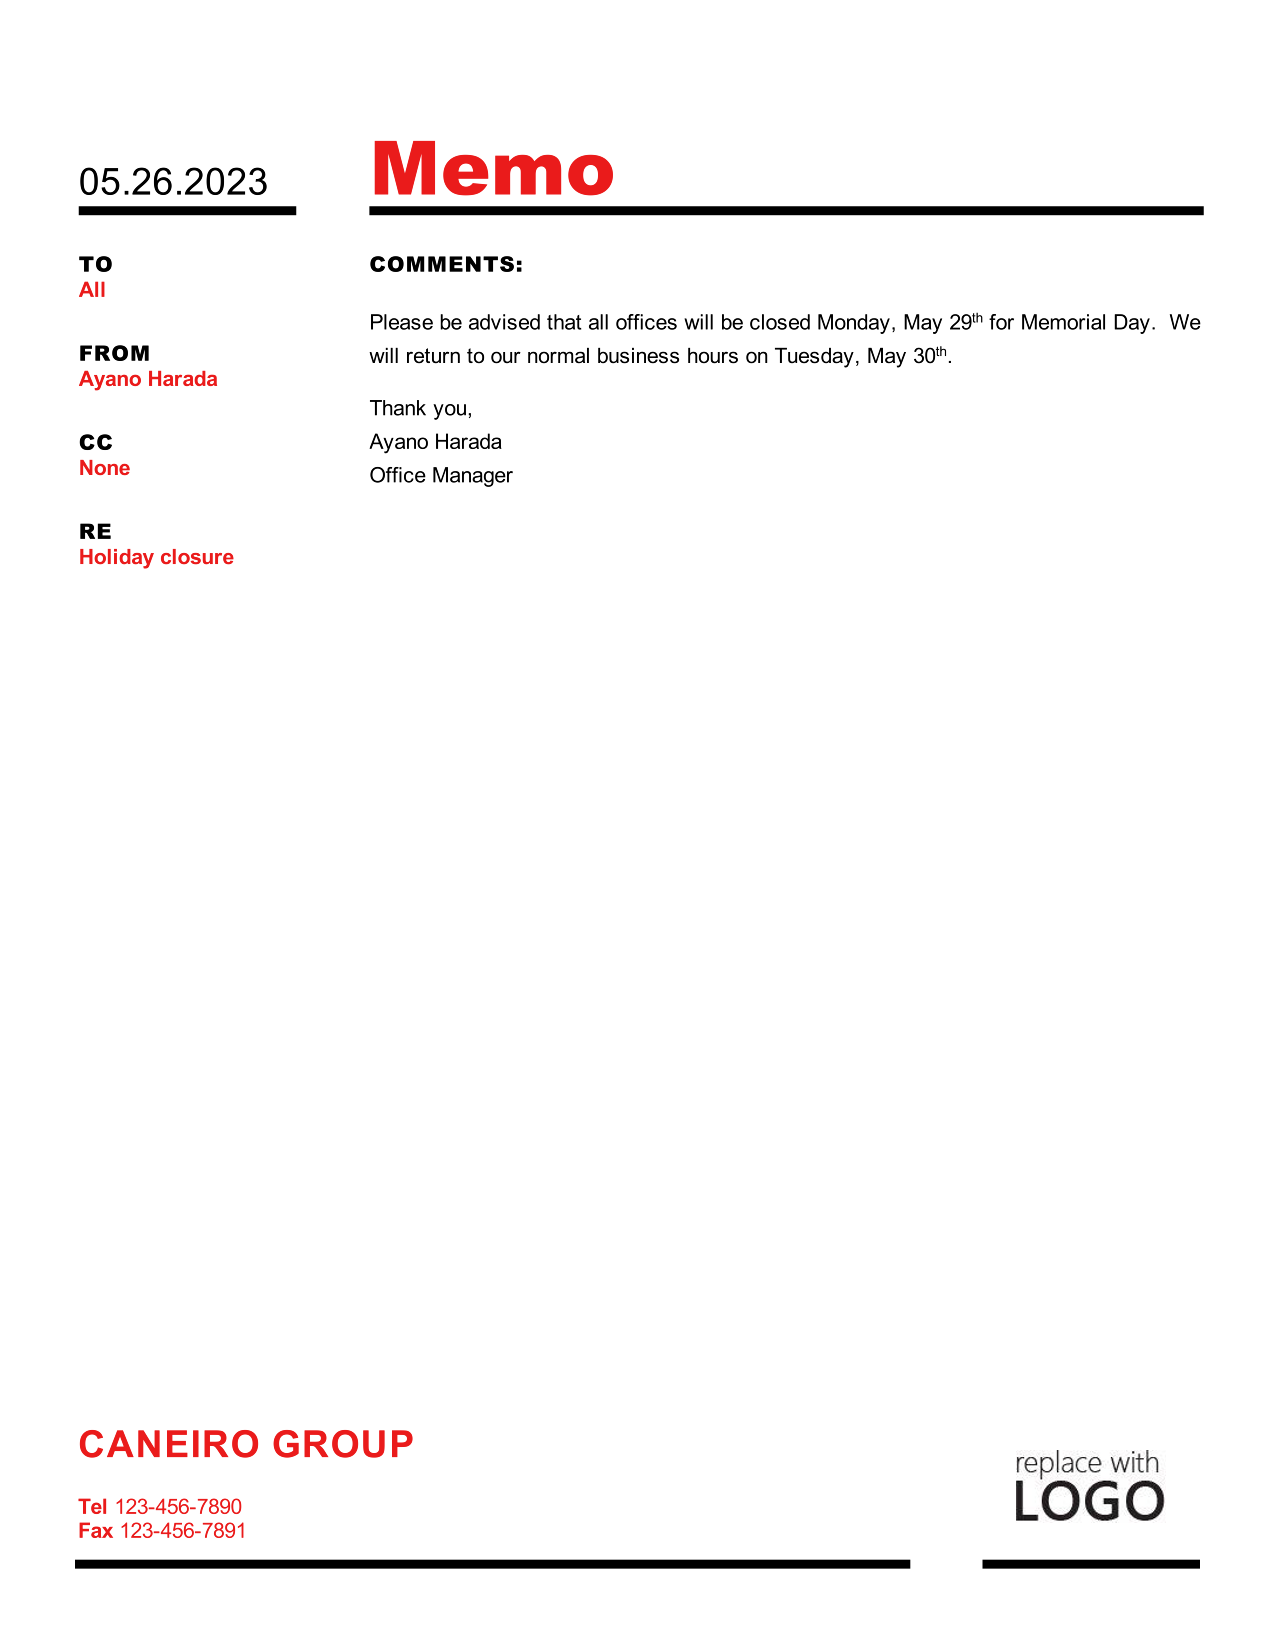 05.26.2023
Memo
TO
All
FROM
Ayano Harada
CC
None
RE
Holiday closure
COMMENTS:
Please be advised that all offices will be closed Monday, May 29th for Memorial Day.  We
will return to our normal business hours on Tuesday, May 30th.
Thank you,
Ayano Harada
Office Manager
CANEIRO GROUP
Tel 123-456-7890
Fax 123-456-7891
replace with
LOGO